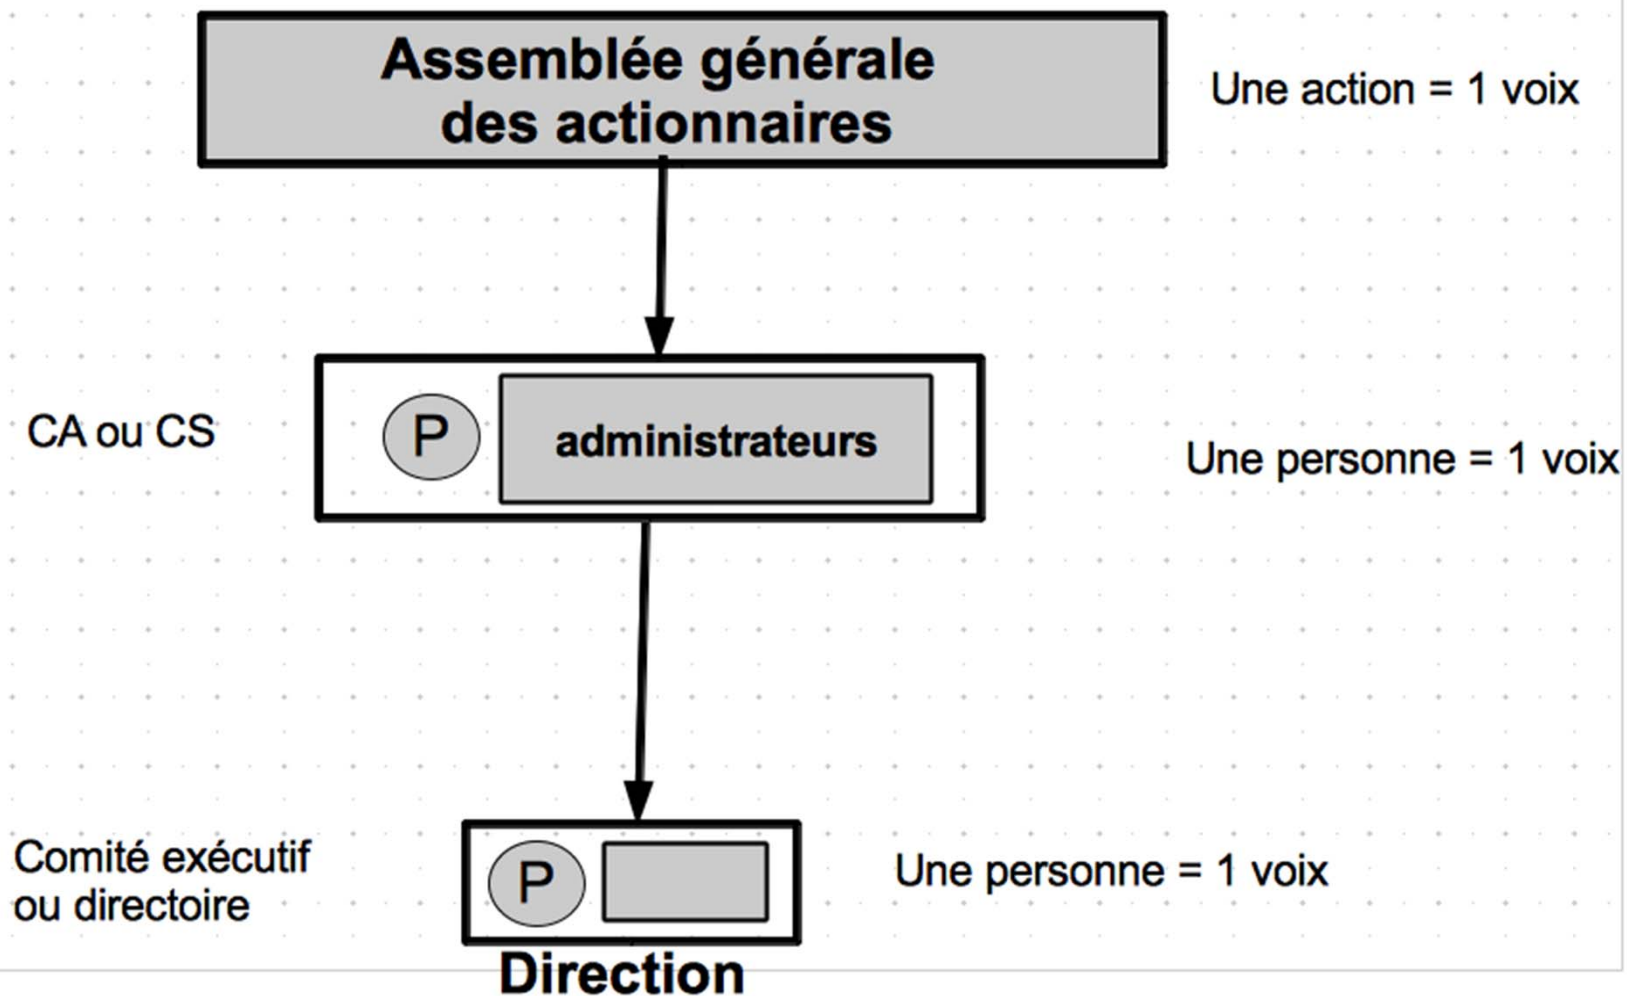 Assemblée générale
des actionnaires
Une action = 1 voix
CA ou CS
P
administrateurs
Une personne = 1 voix
Comité exécutif
ou directoire
P
Une personne = 1 voix
Direction